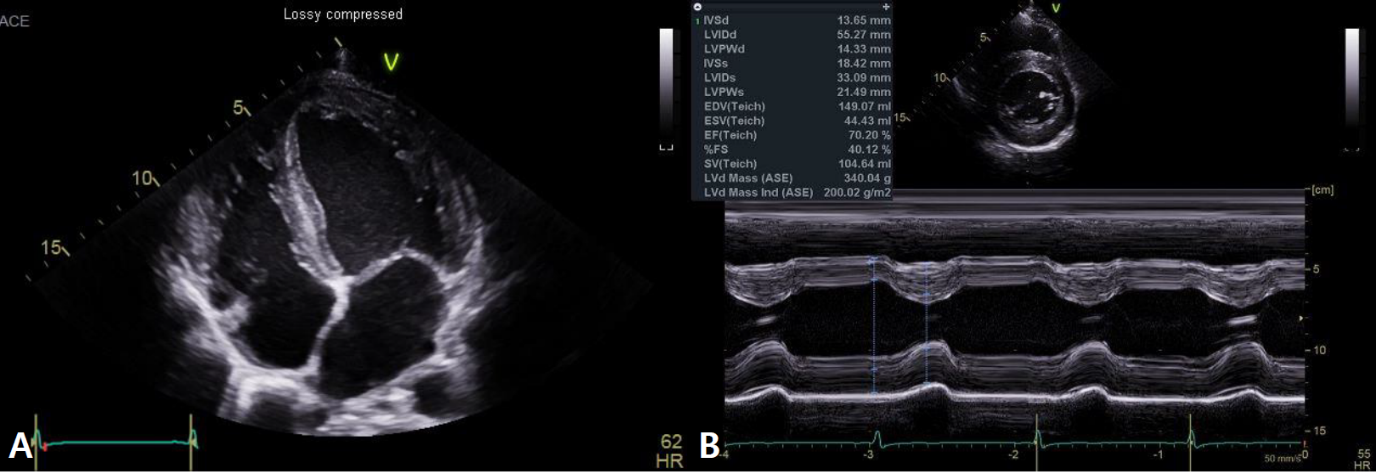 ACE
Lossy compressed
V
5
10
15
62
HR
A
1 IVSd 13.65 mm
LVIDd 55.27 mm
LVPWd 14.33 mm
IVSs 18.42 mm
LVIDs 33.09 mm
LVPWs 21.49 mm
EDV(Teich) 149.07 ml
ESV(Teich) 44.43 ml
EF(Teich) 70.20 %
%FS 40.12 %
SV(Teich) 104.64 ml
LVd Mass (ASE) 340.04 g
LVd Mass Ind (ASE) 200.02 g/m2
V
5
10
15
[cm]
5
10
15
-4 -3 -2 -1 0
50 mm/s
55
HR
B